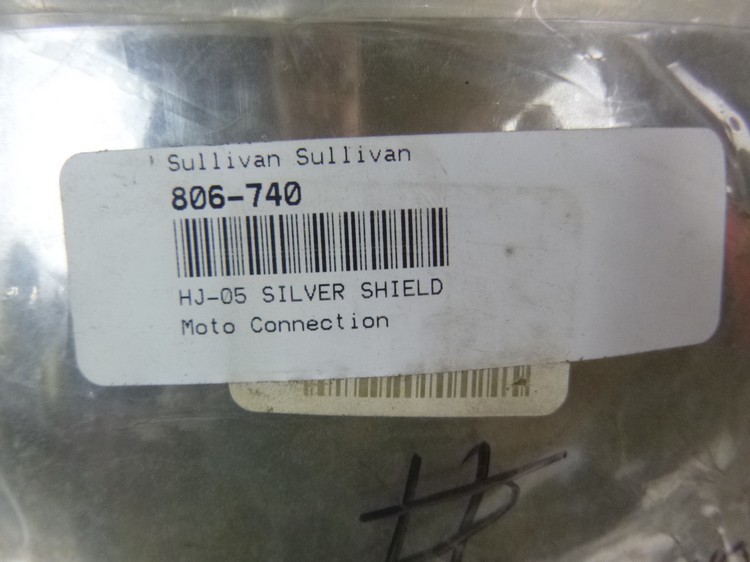 Sullivan Sullivan
806-740
HJ-05 SILVER SHIELD
Moto Connection